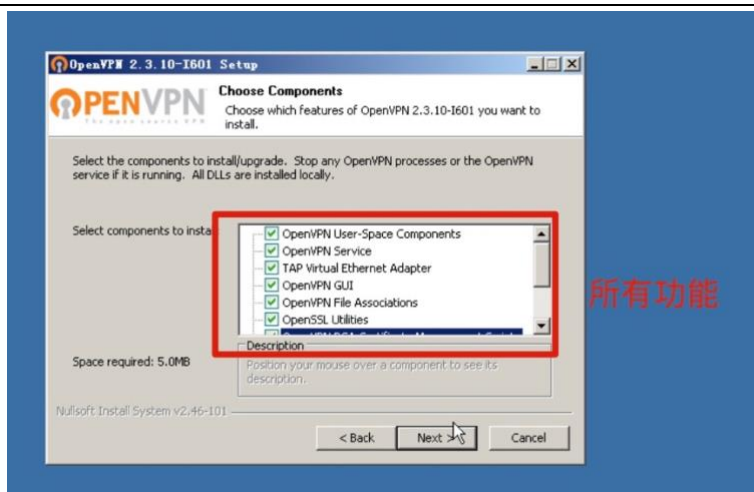 OpenVPN 2.3.10-I601 Setup
OPENVPN
The open source VPN
Choose Components
Choose which features of OpenVPN 2.3.10-I601 you want to
install.
Select the components to install/upgrade. Stop any OpenVPN processes or the OpenVPN
service if it is running. All DLLs are installed locally.
Select components to insta
OpenVPN User-Space Components
OpenVPN Service
TAP Virtual Ethernet Adapter
OpenVPN GUI
OpenVPN File Associations
OpenSSL Utilities
所有功能
Space required: 5.0MB
Description
Position your mouse over a component to see its
description.
Nullsoft Install System v2.46-101
< Back
Next >
Cancel